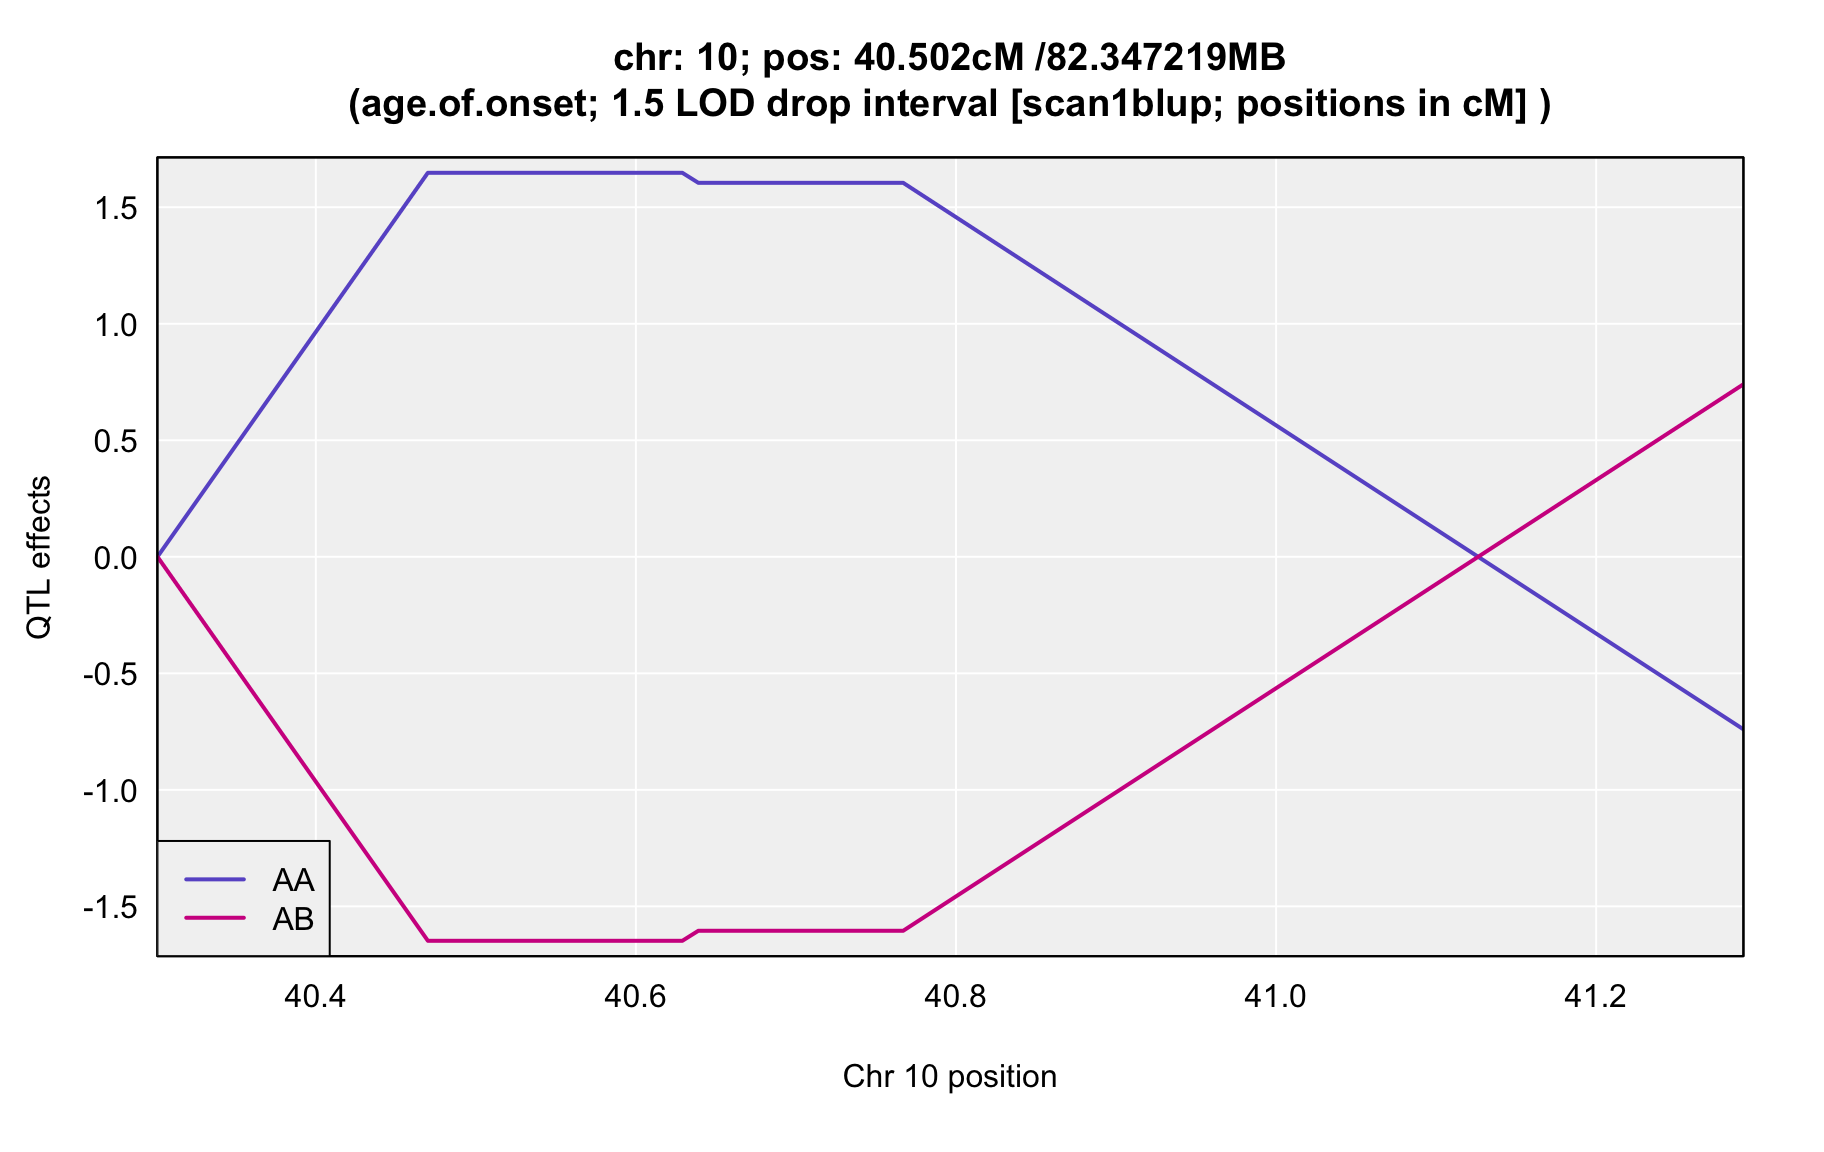 chr: 10; pos: 40.502cM /82.347219MB
(age.of.onset; 1.5 LOD drop interval [scan1blup; positions in cM] )
QTL effects
1.5
1.0
0.5
0.0
-0.5
-1.0
-1.5
AA
AB
40.4 40.6 40.8 41.0 41.2
Chr 10 position